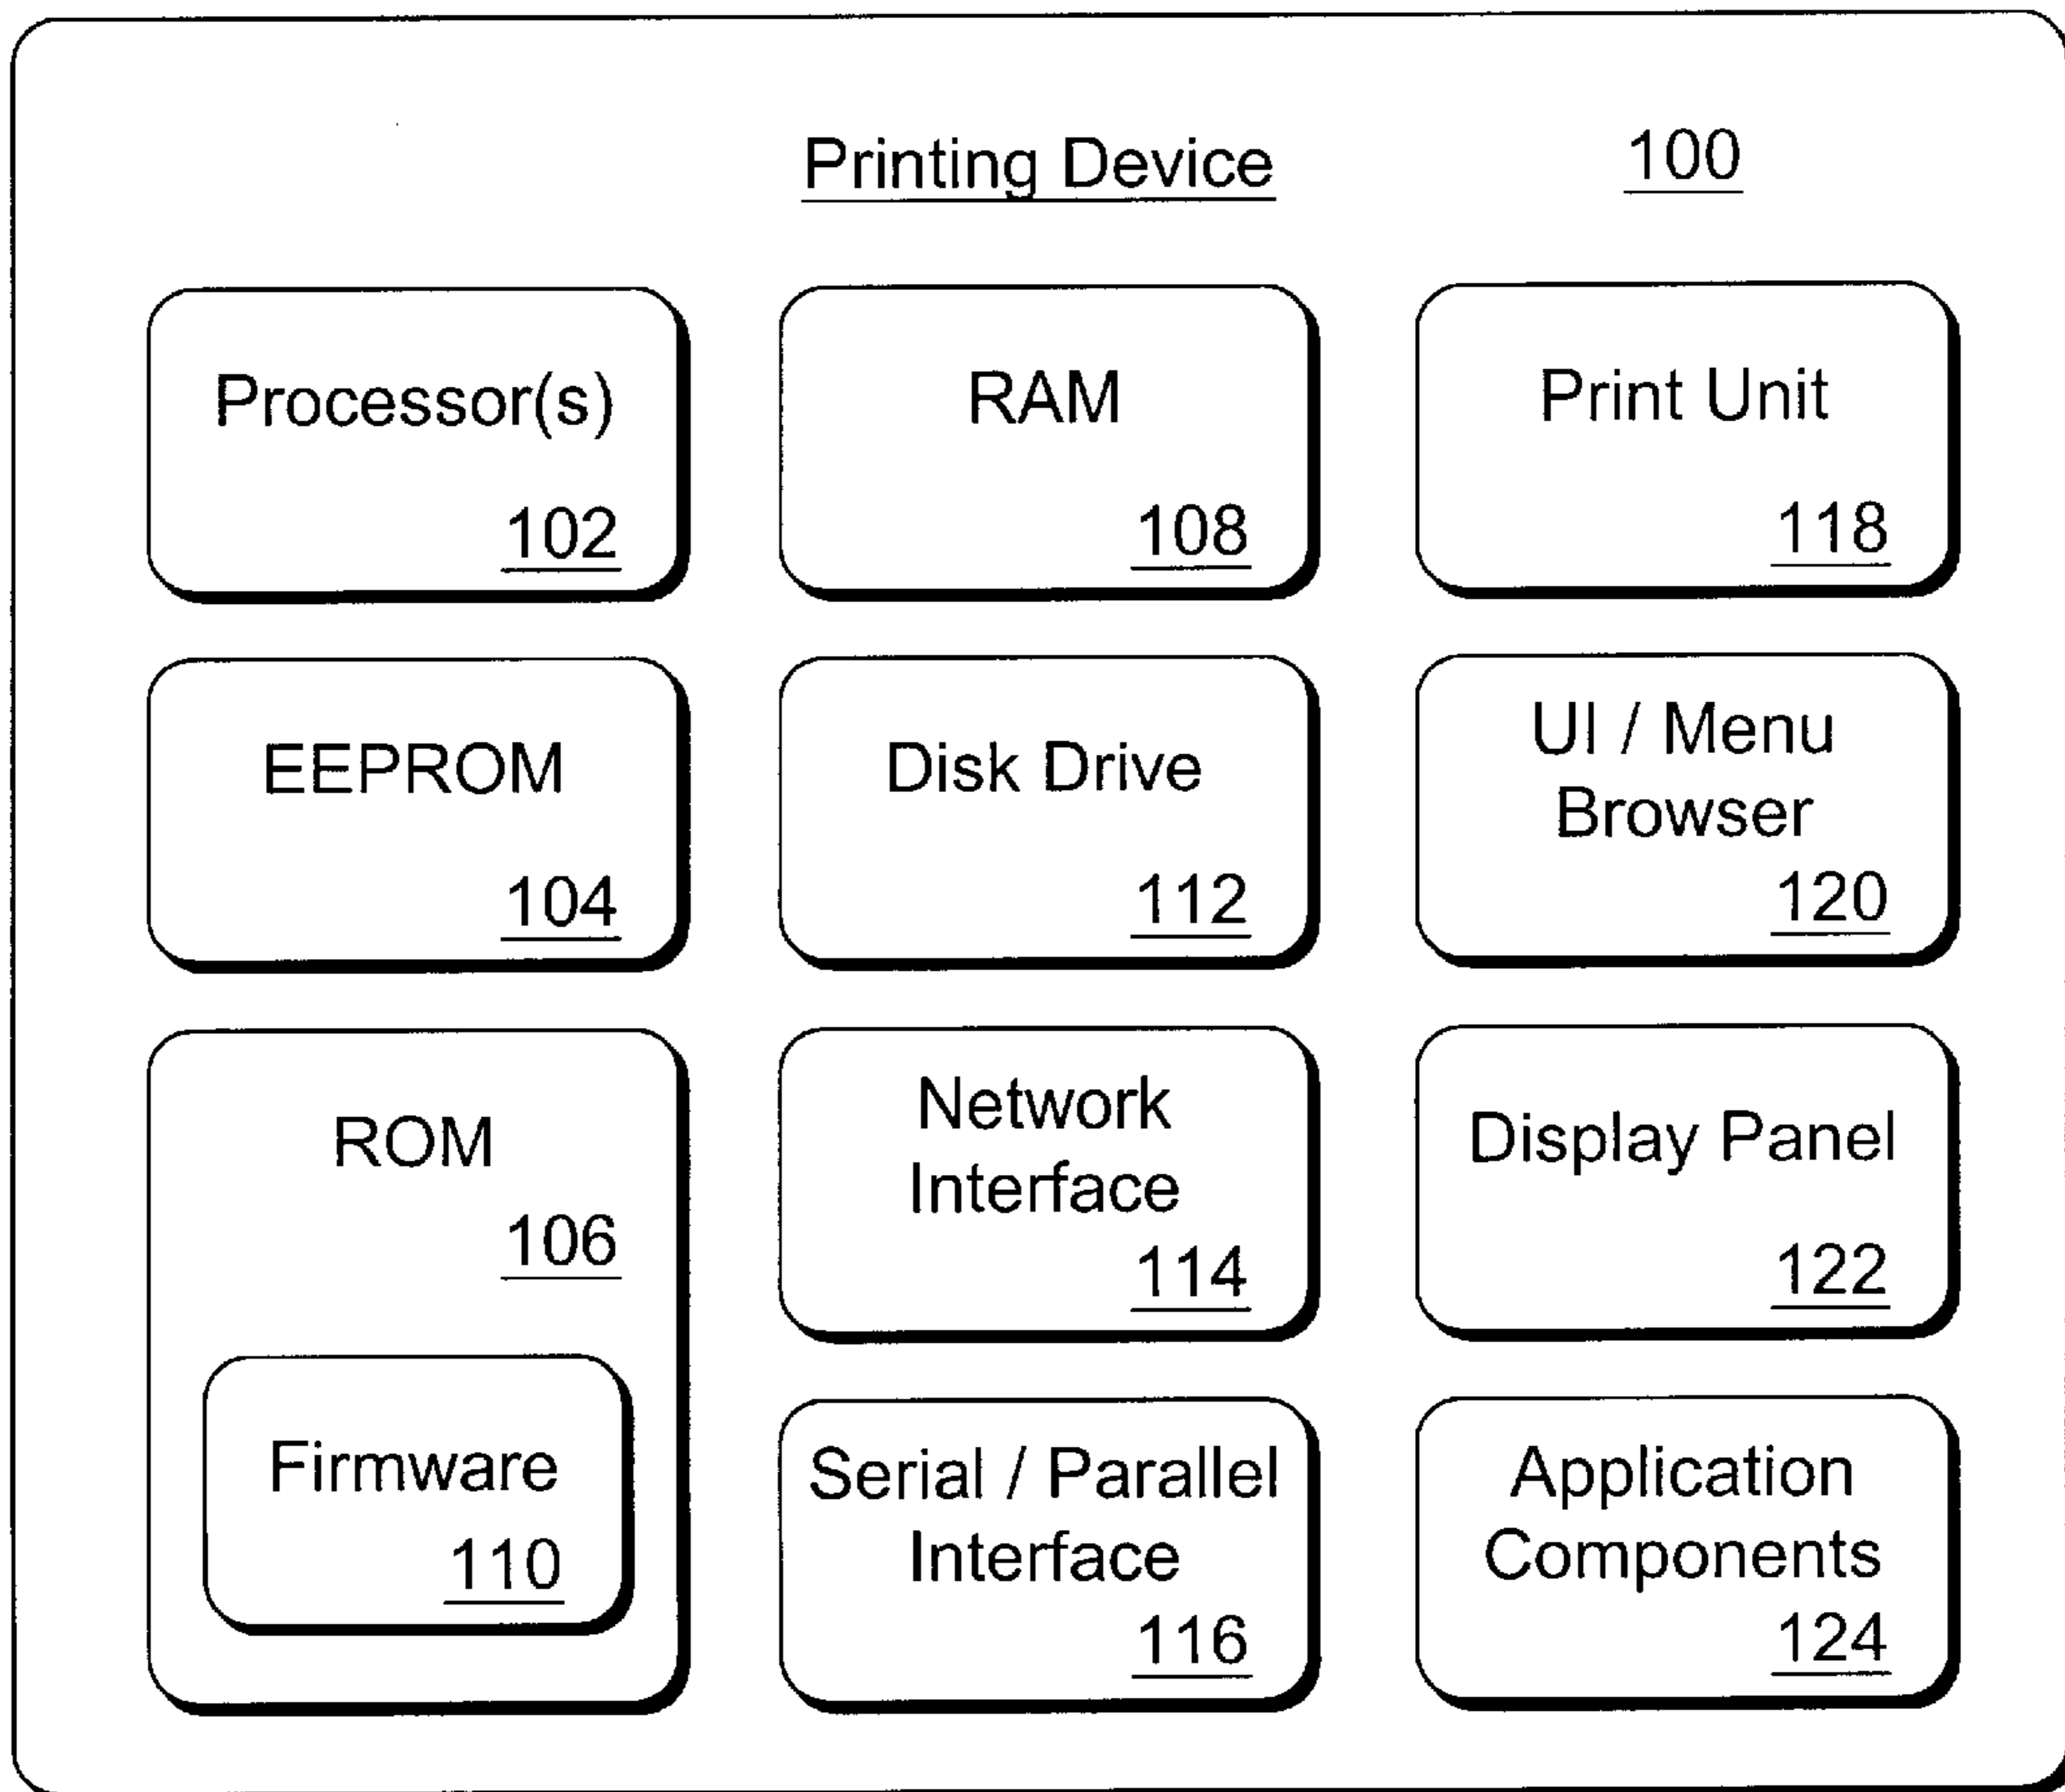 Printing Device 100
Processor(s)
102
RAM
108
Print Unit
118
EEPROM
104
Disk Drive
112
UI / Menu
Browser
120
ROM
106
Firmware
110
Network
Interface
114
Display Panel
122
Serial / Parallel
Interface
116
Application
Components
124